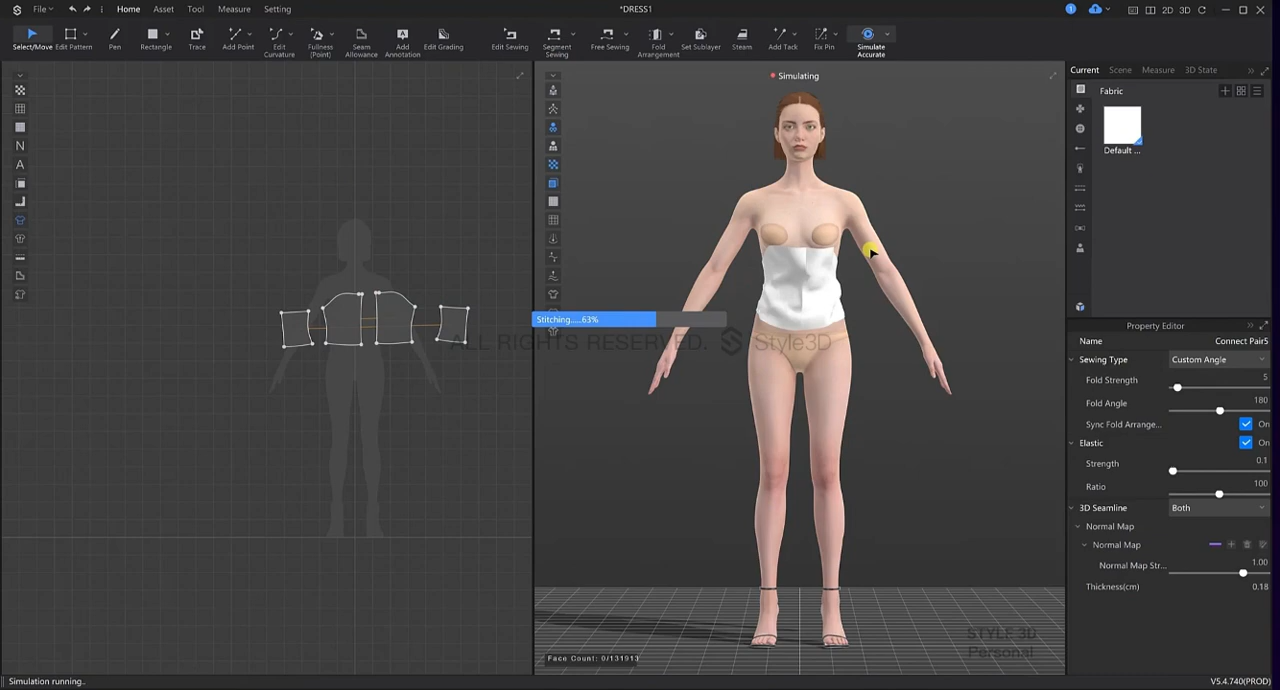 File
Home
Asset
Tool
Measure
Setting
*DRESS1
1
2D
3D
Select/Move
Edit Pattern
Pen
Rectangle
Trace
Add Point
Edit
Curvature
Fullness
(Point)
Seam
Allowance
Add
Annotation
Edit Grading
Edit Sewing
Segment
Sewing
Free Sewing
Fold
Arrangement
Set Sublayer
Steam
Add Tack
Fix Pin
Simulate
Accurate
Simulating
N
A
Stitching.....63%
ALL RIGHTS RESERVED.
Style3D
STYLE 3D
Personal
Face Count: 0/131913
Current
Scene
Measure
3D State
Fabric
Default ...
Property Editor
Name
Connect Pair5
Sewing Type
Custom Angle
Fold Strength
5
Fold Angle
180
Sync Fold Arrange...
On
Elastic
On
Strength
0.1
Ratio
100
3D Seamline
Both
Normal Map
Normal Map
Normal Map Str...
1.00
Thickness(cm)
0.18
Simulation running..
V5.4.740(PROD)